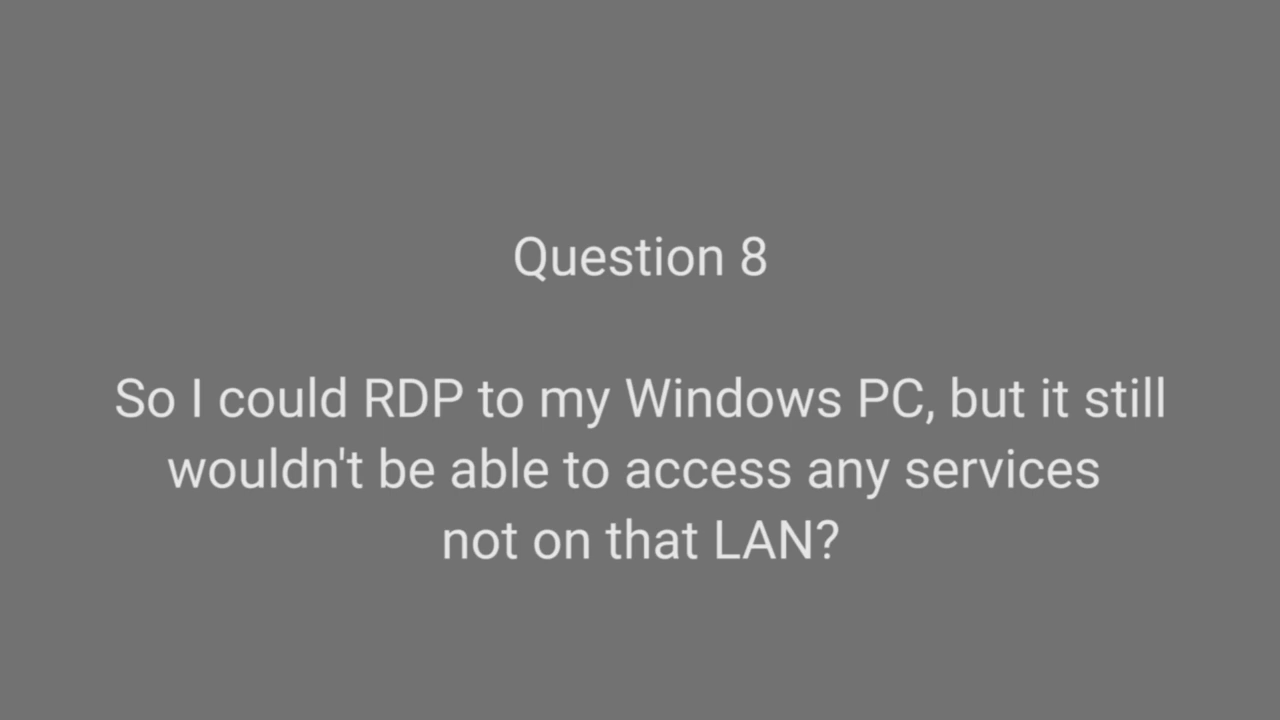 Question 8
So I could RDP to my Windows PC, but it still
wouldn't be able to access any services
not on that LAN?